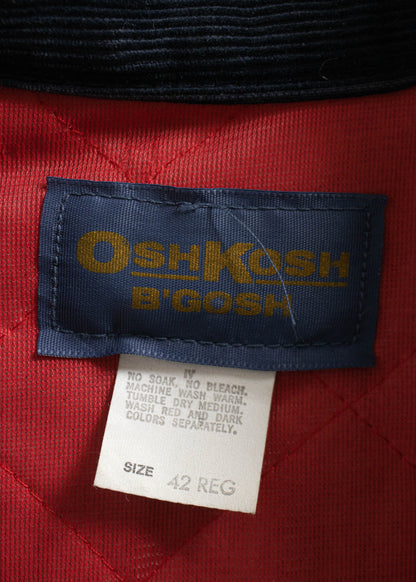 OSHKOSH
B'GOSH
IV
NO SOAK, NO BLEACH.
MACHINE WASH WARM.
TUMBLE DRY MEDIUM.
WASH RED AND DARK
COLORS SEPARATELY.
SIZE 42 REG